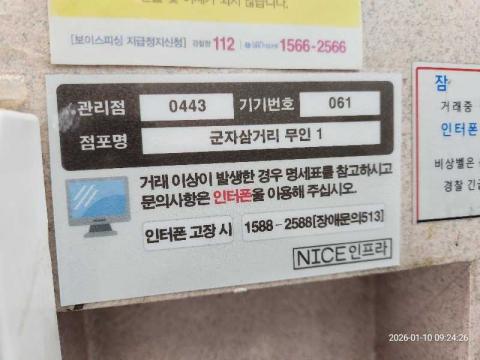 [보이스피싱 지급정지신청] 경찰청 112 1566-2566
관리점 0443 기기번호 061
점포명 군자삼거리 무인 1
거래 이상이 발생한 경우 명세표를 참고하시고
문의사항은 인터폰을 이용해 주십시오.
인터폰 고장 시 1588-2588[장애문의513]
NICE인프라
잠
거래중
인터폰
비상벨은
경찰 긴급
2026-01-10 09:24:26